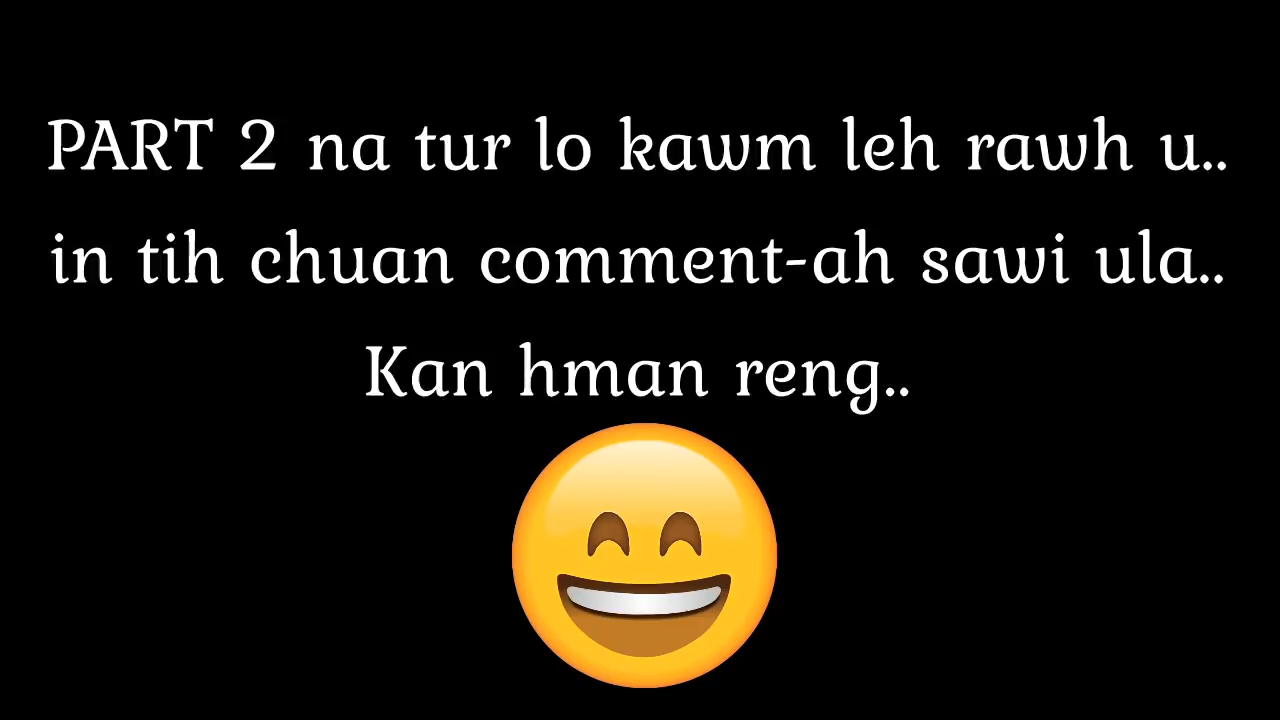 PART 2 na tur lo kawm leh rawh u..
in tih chuan comment-ah sawi ula..
Kan hman reng..